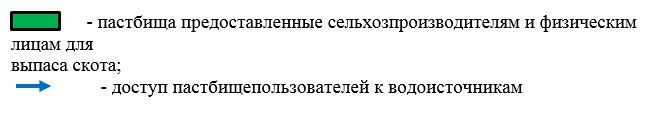 - пастбища предоставленные сельхозпроизводителям и физическим
лицам для
выпаса скота;
- доступ пастбищепользователей к водоисточникам